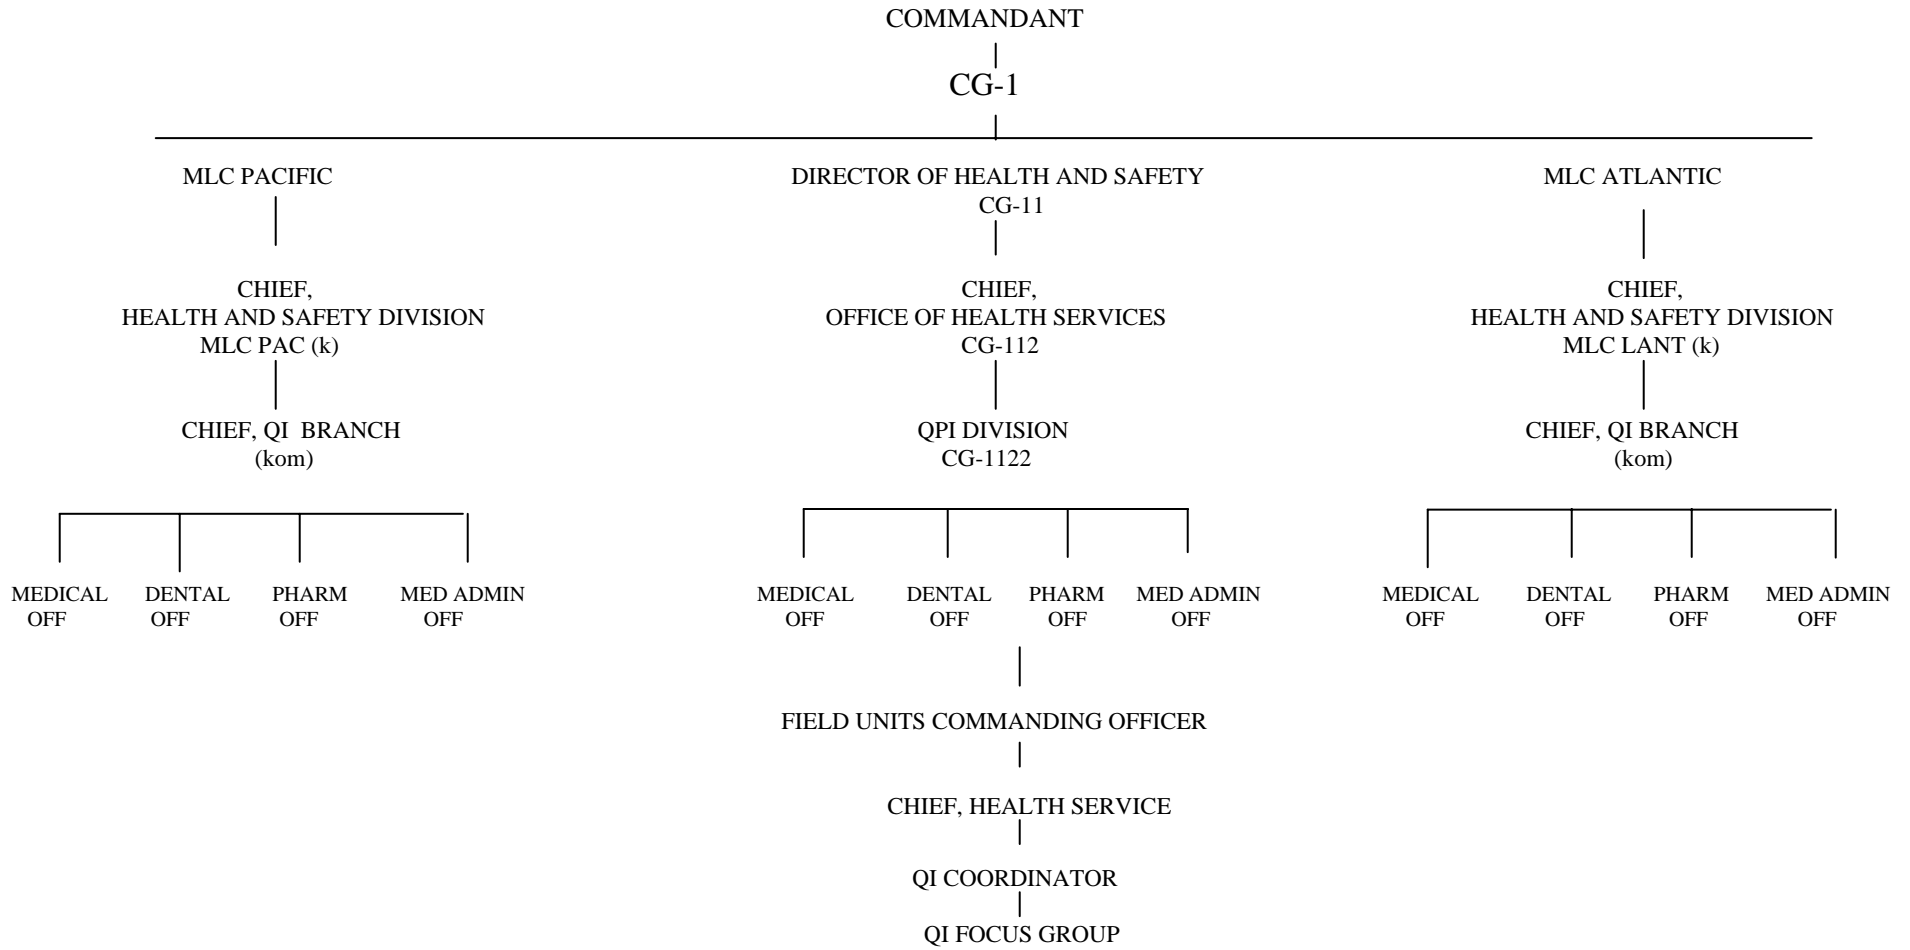 COMMANDANT
CG-1
MLC PACIFIC
DIRECTOR OF HEALTH AND SAFETY
CG-11
MLC ATLANTIC
CHIEF,
HEALTH AND SAFETY DIVISION
MLC PAC (k)
CHIEF,
OFFICE OF HEALTH SERVICES
CG-112
CHIEF,
HEALTH AND SAFETY DIVISION
MLC LANT (k)
CHIEF, QI BRANCH
(kom)
QPI DIVISION
CG-1122
CHIEF, QI BRANCH
(kom)
MEDICAL
OFF
DENTAL
OFF
PHARM
OFF
MED ADMIN
OFF
MEDICAL
OFF
DENTAL
OFF
PHARM
OFF
MED ADMIN
OFF
MEDICAL
OFF
DENTAL
OFF
PHARM
OFF
MED ADMIN
OFF
FIELD UNITS COMMANDING OFFICER
CHIEF, HEALTH SERVICE
QI COORDINATOR
QI FOCUS GROUP